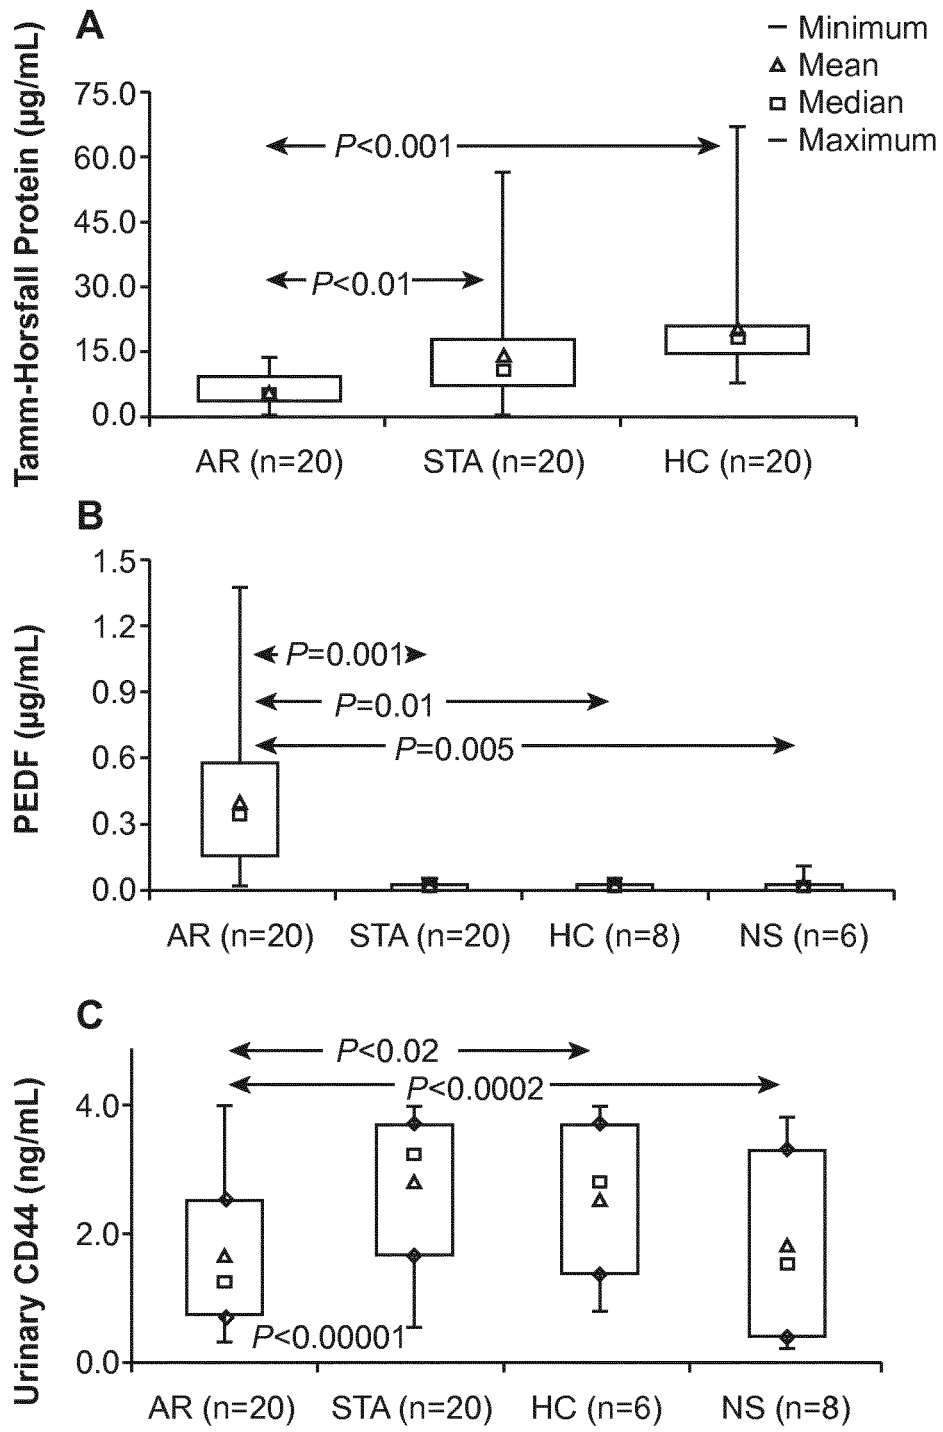 A
Minimum
Mean
Median
Maximum
Tamm-Horsfall Protein (µg/mL)
75.0
60.0
45.0
30.0
15.0
0.0
P<0.001
P<0.01
AR (n=20) STA (n=20) HC (n=20)
B
PEDF (µg/mL)
1.5
1.2
0.9
0.6
0.3
0.0
P=0.001
P=0.01
P=0.005
AR (n=20) STA (n=20) HC (n=8) NS (n=6)
C
Urinary CD44 (ng/mL)
4.0
2.0
0.0
P<0.02
P<0.0002
P<0.00001
AR (n=20) STA (n=20) HC (n=6) NS (n=8)